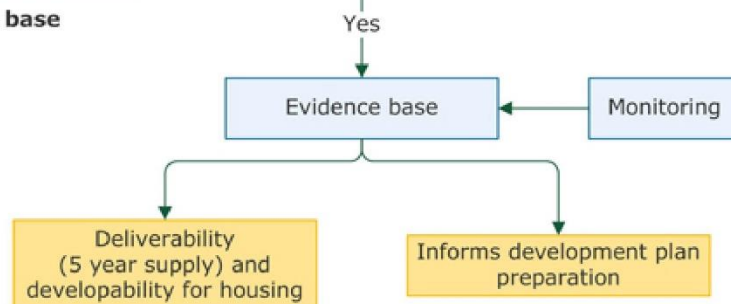 base
Yes
Evidence base
Monitoring
Deliverability
(5 year supply) and
developability for housing
Informs development plan
preparation